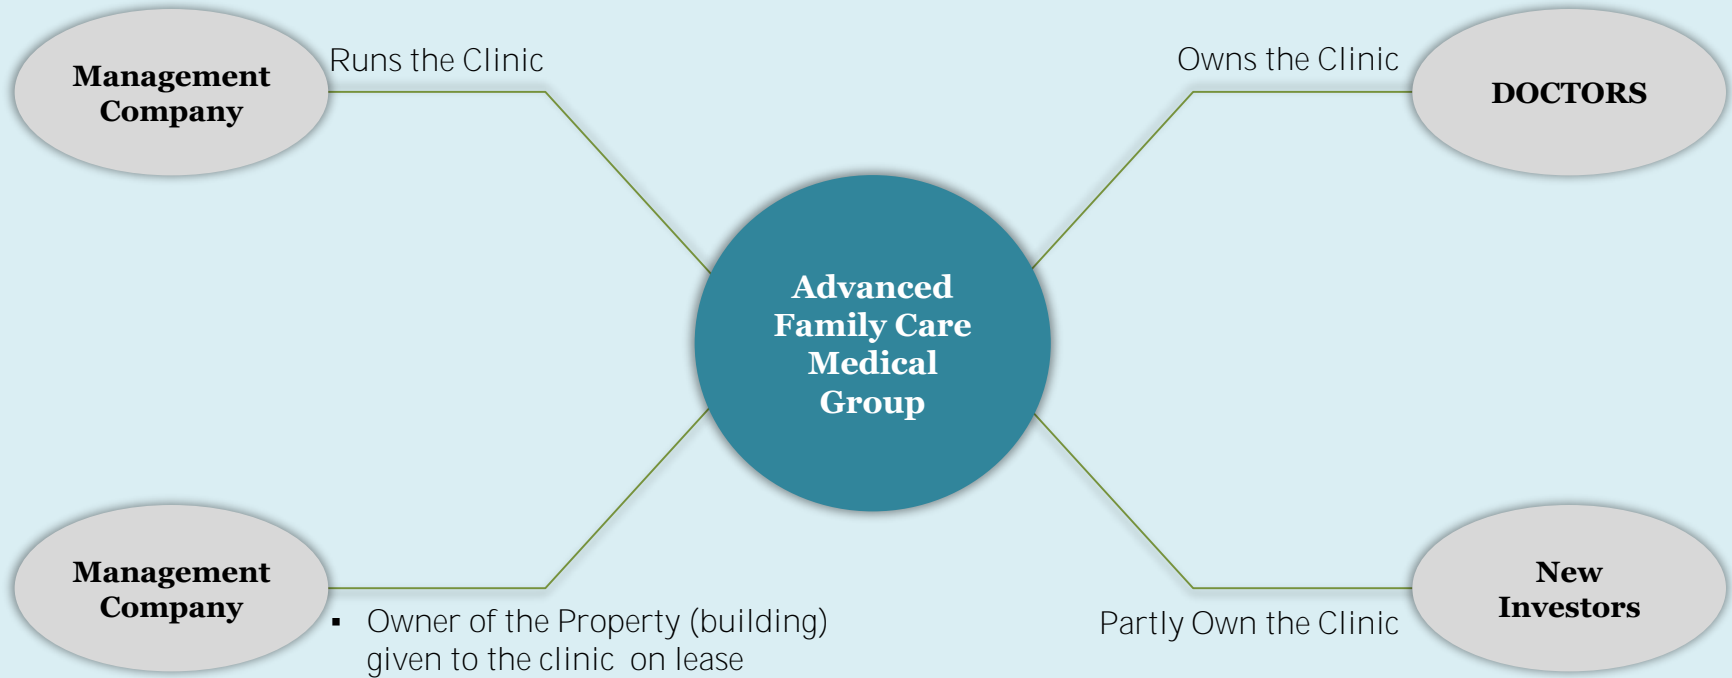 Management
Company
Runs the Clinic
Owns the Clinic
DOCTORS
Advanced
Family Care
Medical
Group
Management
Company
▪ Owner of the Property (building)
given to the clinic on lease
Partly Own the Clinic
New
Investors